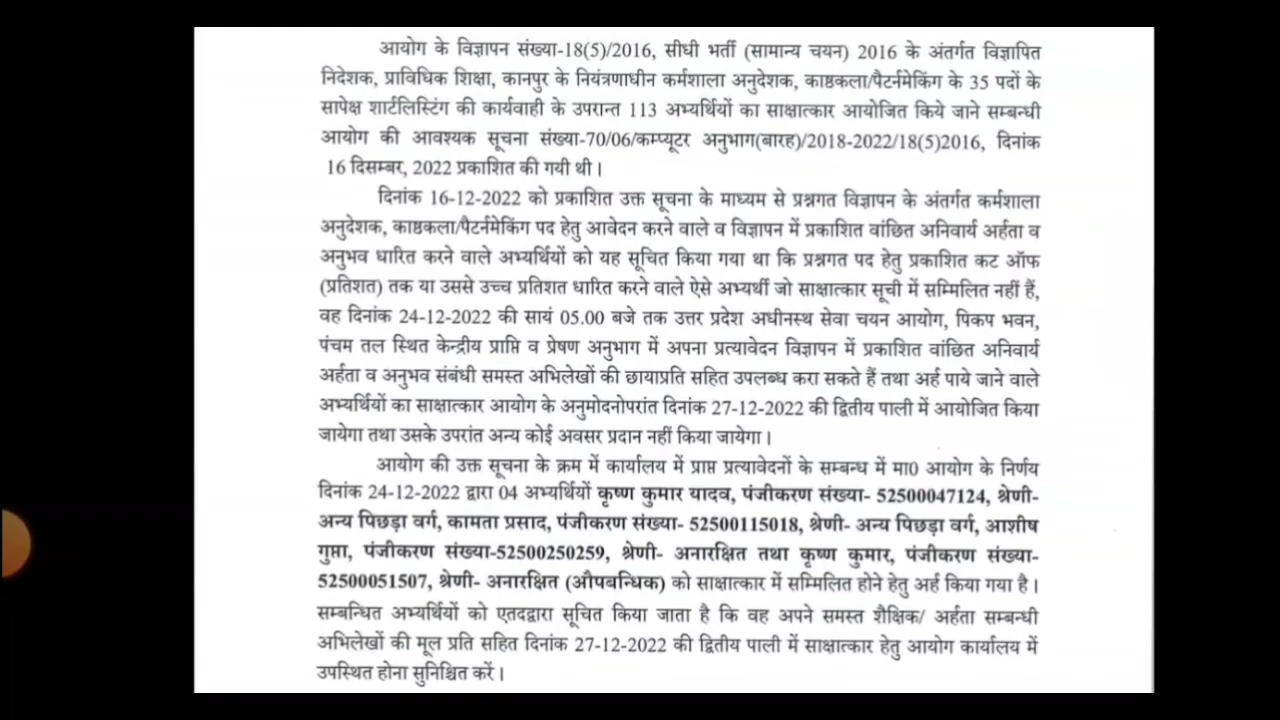 आयोग के विज्ञापन संख्या-18(5)/2016, सीधी भर्ती (सामान्य चयन) 2016 के अंतर्गत विज्ञापित
निदेशक, प्राविधिक शिक्षा, कानपुर के नियंत्रणाधीन कर्मशाला अनुदेशक, काष्ठकला/पैटर्नमेकिंग के 35 पदों के
सापेक्ष शार्टलिस्टिंग की कार्यवाही के उपरान्त 113 अभ्यर्थियों का साक्षात्कार आयोजित किये जाने सम्बन्धी
आयोग की आवश्यक सूचना संख्या-70/06/कम्प्यूटर अनुभाग(बारह)/2018-2022/18(5)2016, दिनांक
16 दिसम्बर, 2022 प्रकाशित की गयी थी।
दिनांक 16-12-2022 को प्रकाशित उक्त सूचना के माध्यम से प्रश्नगत विज्ञापन के अंतर्गत कर्मशाला
अनुदेशक, काष्ठकला/पैटर्नमेकिंग पद हेतु आवेदन करने वाले व विज्ञापन में प्रकाशित वांछित अनिवार्य अर्हता व
अनुभव धारित करने वाले अभ्यर्थियों को यह सूचित किया गया था कि प्रश्नगत पद हेतु प्रकाशित कट ऑफ
(प्रतिशत) तक या उससे उच्च प्रतिशत धारित करने वाले ऐसे अभ्यर्थी जो साक्षात्कार सूची में सम्मिलित नहीं हैं,
वह दिनांक 24-12-2022 की सायं 05.00 बजे तक उत्तर प्रदेश अधीनस्थ सेवा चयन आयोग, पिकप भवन,
पंचम तल स्थित केन्द्रीय प्राप्ति व प्रेषण अनुभाग में अपना प्रत्यावेदन विज्ञापन में प्रकाशित वांछित अनिवार्य
अर्हता व अनुभव संबंधी समस्त अभिलेखों की छायाप्रति सहित उपलब्ध करा सकते हैं तथा अर्ह पाये जाने वाले
अभ्यर्थियों का साक्षात्कार आयोग के अनुमोदनोपरांत दिनांक 27-12-2022 की द्वितीय पाली में आयोजित किया
जायेगा तथा उसके उपरांत अन्य कोई अवसर प्रदान नहीं किया जायेगा।
आयोग की उक्त सूचना के क्रम में कार्यालय में प्राप्त प्रत्यावेदनों के सम्बन्ध में मा0 आयोग के निर्णय
दिनांक 24-12-2022 द्वारा 04 अभ्यर्थियों कृष्ण कुमार यादव, पंजीकरण संख्या- 52500047124, श्रेणी-
अन्य पिछड़ा वर्ग, कामता प्रसाद, पंजीकरण संख्या- 52500115018, श्रेणी- अन्य पिछड़ा वर्ग, आशीष
गुप्ता, पंजीकरण संख्या-52500250259, श्रेणी- अनारक्षित तथा कृष्ण कुमार, पंजीकरण संख्या-
52500051507, श्रेणी- अनारक्षित (औपबन्धिक) को साक्षात्कार में सम्मिलित होने हेतु अर्ह किया गया है।
सम्बन्धित अभ्यर्थियों को एतदद्वारा सूचित किया जाता है कि वह अपने समस्त शैक्षिक/ अर्हता सम्बन्धी
अभिलेखों की मूल प्रति सहित दिनांक 27-12-2022 की द्वितीय पाली में साक्षात्कार हेतु आयोग कार्यालय में
उपस्थित होना सुनिश्चित करें।